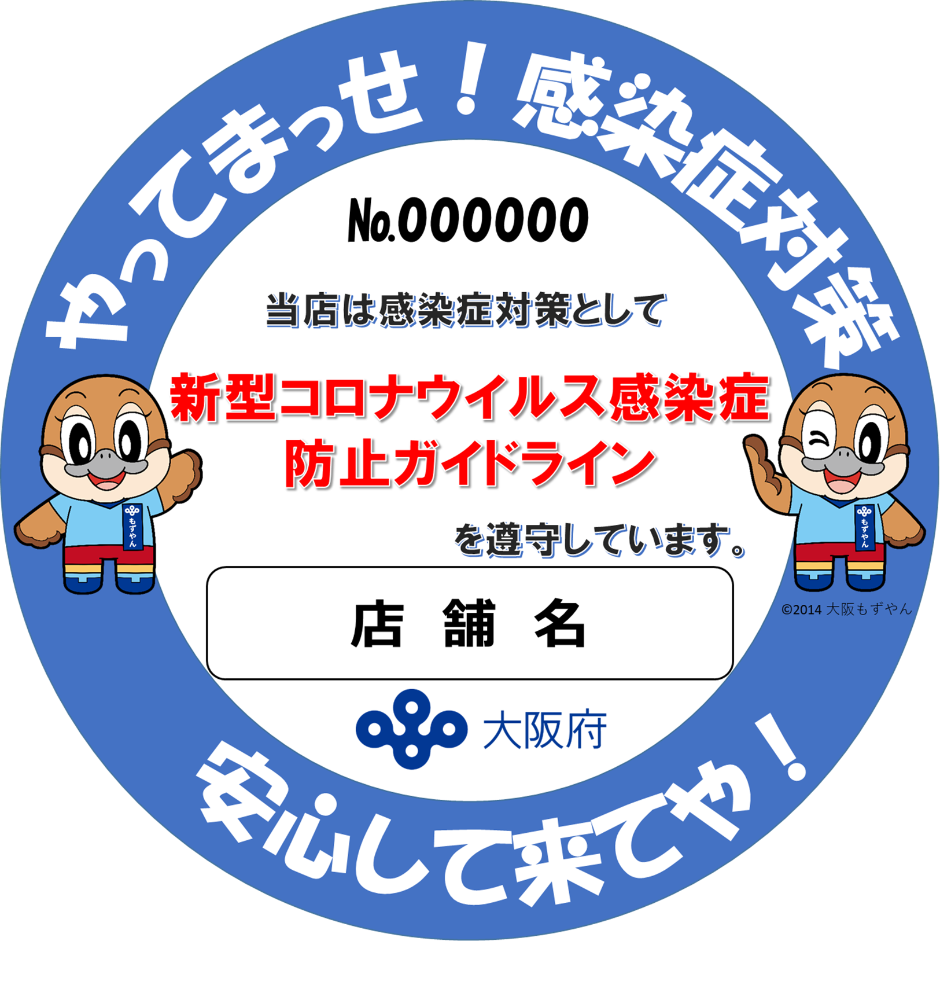 やってまっせ！感染症対策
No.000000
当店は感染症対策として
新型コロナウイルス感染症
防止ガイドライン
を遵守しています。
もずやん
もずやん
店舗名
©2014 大阪もずやん
大阪府
安心して来てや！